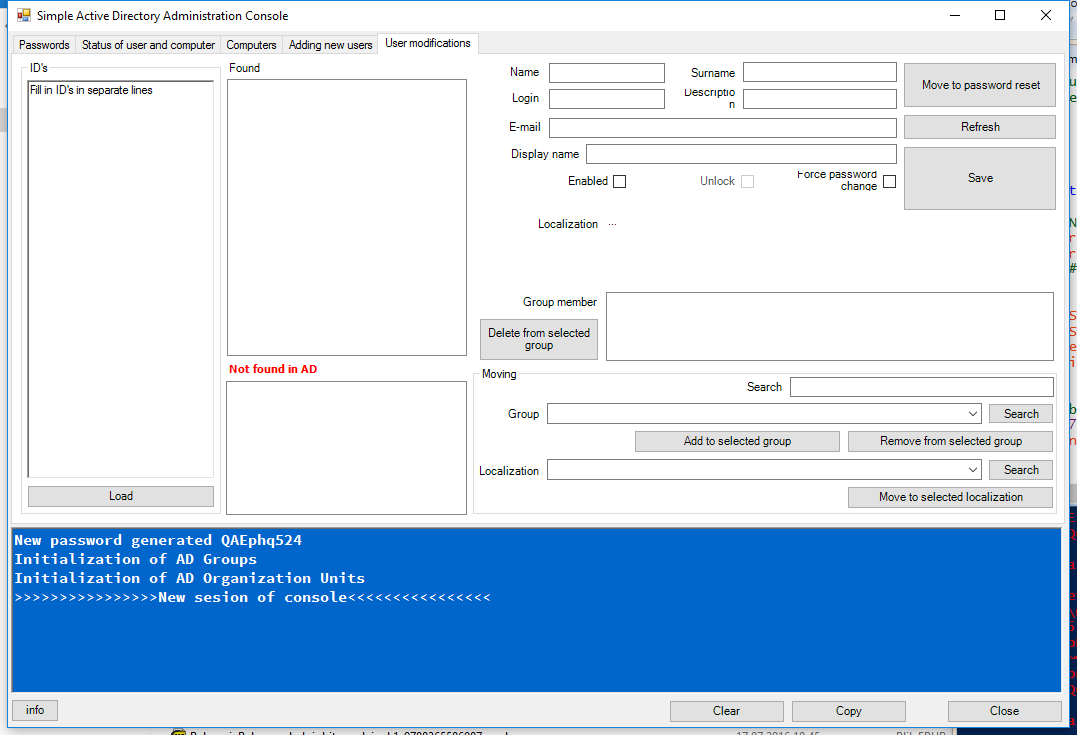 Simple Active Directory Administration Console
Passwords
Status of user and computer
Computers
Adding new users
User modifications
ID's
Fill in ID's in separate lines
Load
Found
Not found in AD
Name
Surname
Login
Descriptio
n
E-mail
Display name
Enabled
Unlock
Force password
change
Localization ...
Move to password reset
Refresh
Save
Group member
Delete from selected
group
Moving
Search
Group
Search
Add to selected group
Remove from selected group
Localization
Search
Move to selected localization
New password generated QAEphq524
Initialization of AD Groups
Initialization of AD Organization Units
>>>>>>>>>>>>>>>>New sesion of console<<<<<<<<<<<<<<<<
info
Clear
Copy
Close